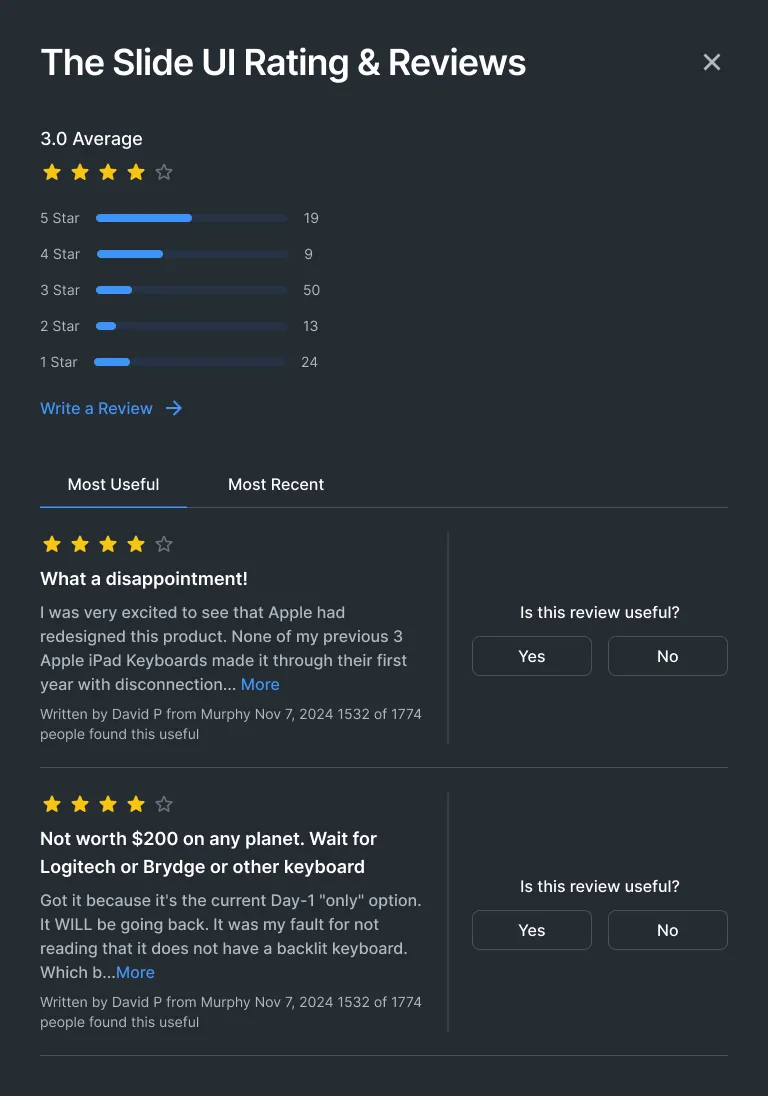 The Slide UI Rating & Reviews
3.0 Average
5 Star 19
4 Star 9
3 Star 50
2 Star 13
1 Star 24
Write a Review
Most Useful Most Recent
What a disappointment!
I was very excited to see that Apple had
redesigned this product. None of my previous 3
Apple iPad Keyboards made it through their first
year with disconnection... More
Written by David P from Murphy Nov 7, 2024 1532 of 1774
people found this useful
Is this review useful?
Yes No
Not worth $200 on any planet. Wait for
Logitech or Brydge or other keyboard
Got it because it's the current Day-1 "only" option.
It WILL be going back. It was my fault for not
reading that it does not have a backlit keyboard.
Which b...More
Written by David P from Murphy Nov 7, 2024 1532 of 1774
people found this useful
Is this review useful?
Yes No